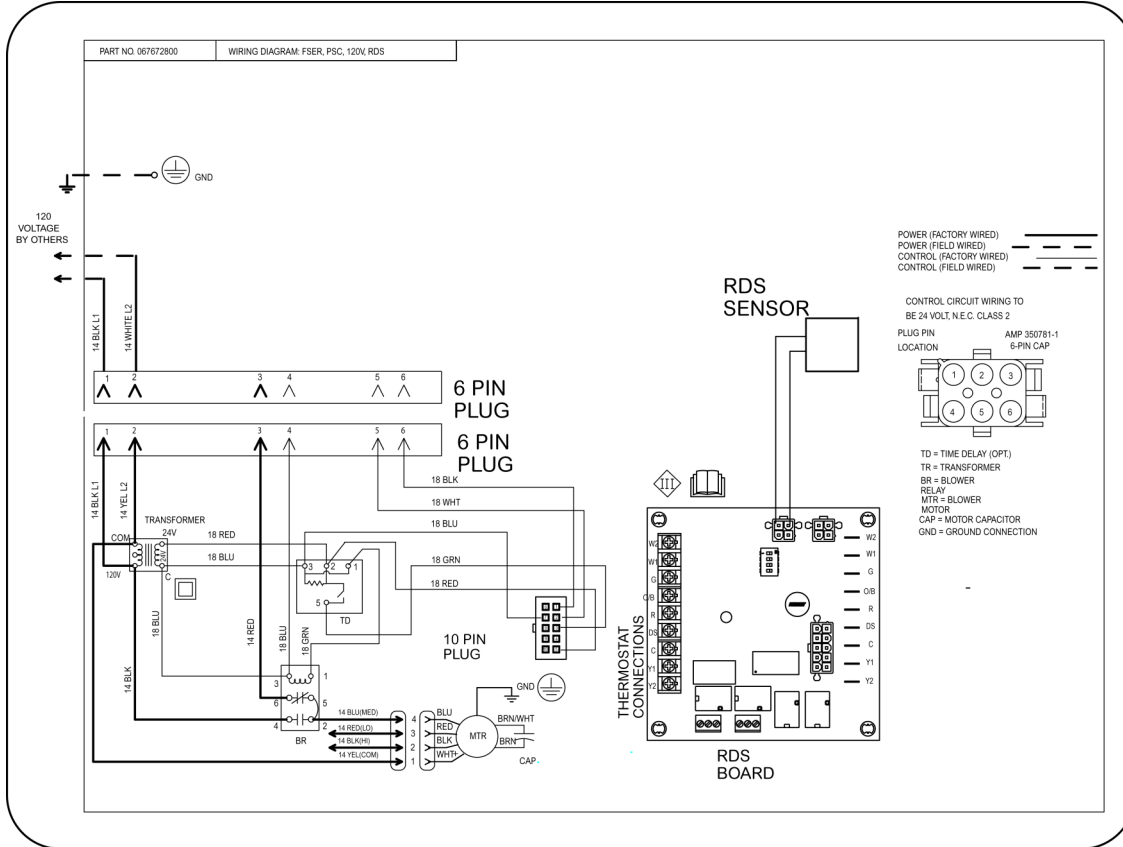 PART NO. 067672800
WIRING DIAGRAM: FSER, PSC, 120V, RDS
GND
120
VOLTAGE
BY OTHERS
14 BLK L1
14 WHITE L2
1 2 3 4 5 6
6 PIN
PLUG
1 2 3 4 5 6
6 PIN
PLUG
14 BLK L1
14 YEL L2
TRANSFORMER
COM
24V
24V
120V
C
18 RED
18 BLU
18 BLK
18 WHT
18 BLU
18 GRN
18 RED
3 2 1
5
TD
18 BLU
14 BLK
14 RED
18 BLU
18 GRN
3 1
6 5
4 2
BR
10 PIN
PLUG
14 BLU(MED)
14 RED(LO)
14 BLK(HI)
14 YEL(COM)
4
3
2
1
BLU
RED
BLK
WHT
MTR
GND
BRN/WHT
BRN
CAP
RDS
SENSOR
III
THERMOSTAT
CONNECTIONS
W2
W1
G
O/B
R
DS
C
Y1
Y2
W2
W1
G
O/B
R
DS
C
Y1
Y2
RDS
BOARD
POWER (FACTORY WIRED)
POWER (FIELD WIRED)
CONTROL (FACTORY WIRED)
CONTROL (FIELD WIRED)
CONTROL CIRCUIT WIRING TO
BE 24 VOLT, N.E.C. CLASS 2
PLUG PIN
LOCATION
AMP 350781-1
6-PIN CAP
1 2 3
4 5 6
TD = TIME DELAY (OPT.)
TR = TRANSFORMER
BR = BLOWER
RELAY
MTR = BLOWER
MOTOR
CAP = MOTOR CAPACITOR
GND = GROUND CONNECTION